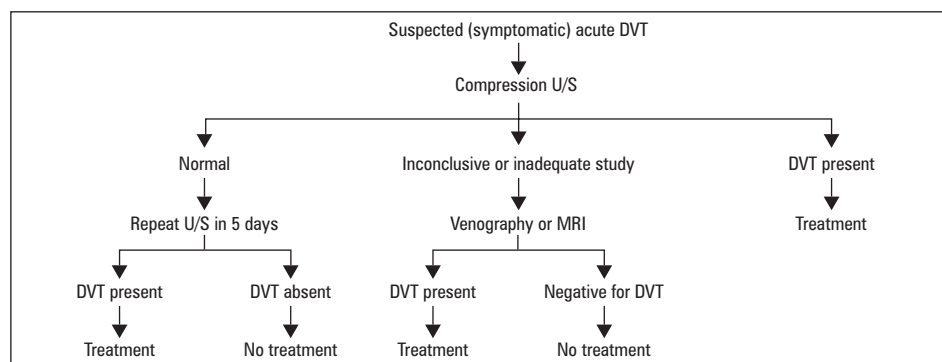 Suspected (symptomatic) acute DVT
Compression U/S
Normal
Inconclusive or inadequate study
DVT present
Repeat U/S in 5 days
Venography or MRI
Treatment
DVT present
DVT absent
DVT present
Negative for DVT
Treatment
No treatment
Treatment
No treatment